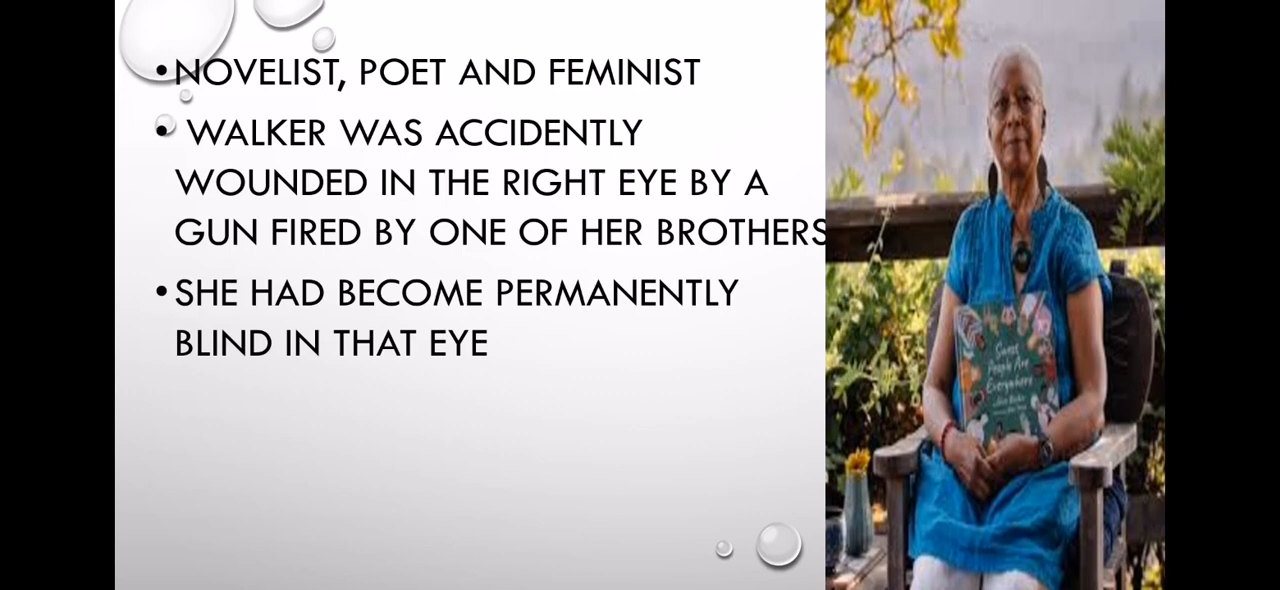 •NOVELIST, POET AND FEMINIST
• WALKER WAS ACCIDENTLY
WOUNDED IN THE RIGHT EYE BY A
GUN FIRED BY ONE OF HER BROTHERS
•SHE HAD BECOME PERMANENTLY
BLIND IN THAT EYE
Sweet
People Are
Everywhere